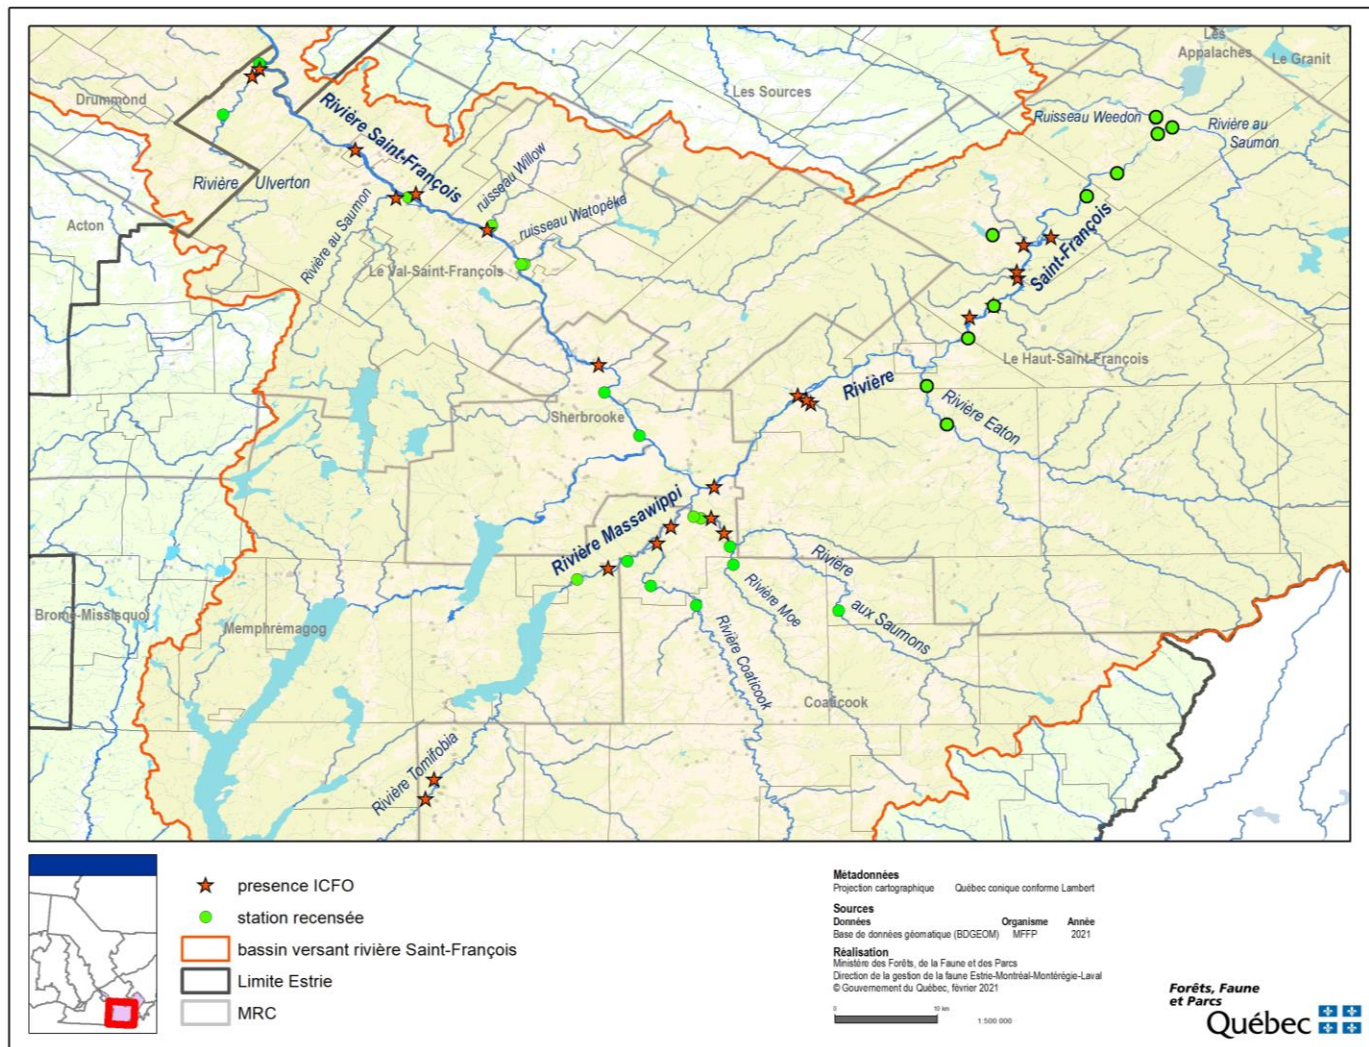 Les
Appalaches
Le Granit
Drummond
Les Sources
Rivière Saint-François
Ruisseau Weedon
Rivière au
Saumon
Rivière Ulverton
ruisseau Willow
ruisseau Watopéka
Acton
Rivière au Saumon
Le Val-Saint-François
Saint-François
Le Haut-Saint-François
Rivière
Sherbrooke
Rivière Eaton
Rivière Massawippi
Rivière
aux Saumons
Rivière Moe
Brome-Missisquoi
Memphrémagog
Rivière Coaticook
Coaticook
Rivière Tomifobia
presence ICFO
station recensée
bassin versant rivière Saint-François
Limite Estrie
MRC
Métadonnées
Projection cartographique Québec conique conforme Lambert
Sources
Données Organisme Année
Base de données géomatique (BDGEOM) MFFP 2021
Réalisation
Ministère des Forêts, de la Faune et des Parcs
Direction de la gestion de la faune Estrie-Montréal-Montérégie-Laval
© Gouvernement du Québec, février 2021
0 10 km
1:500 000
Forêts, Faune
et Parcs
Québec